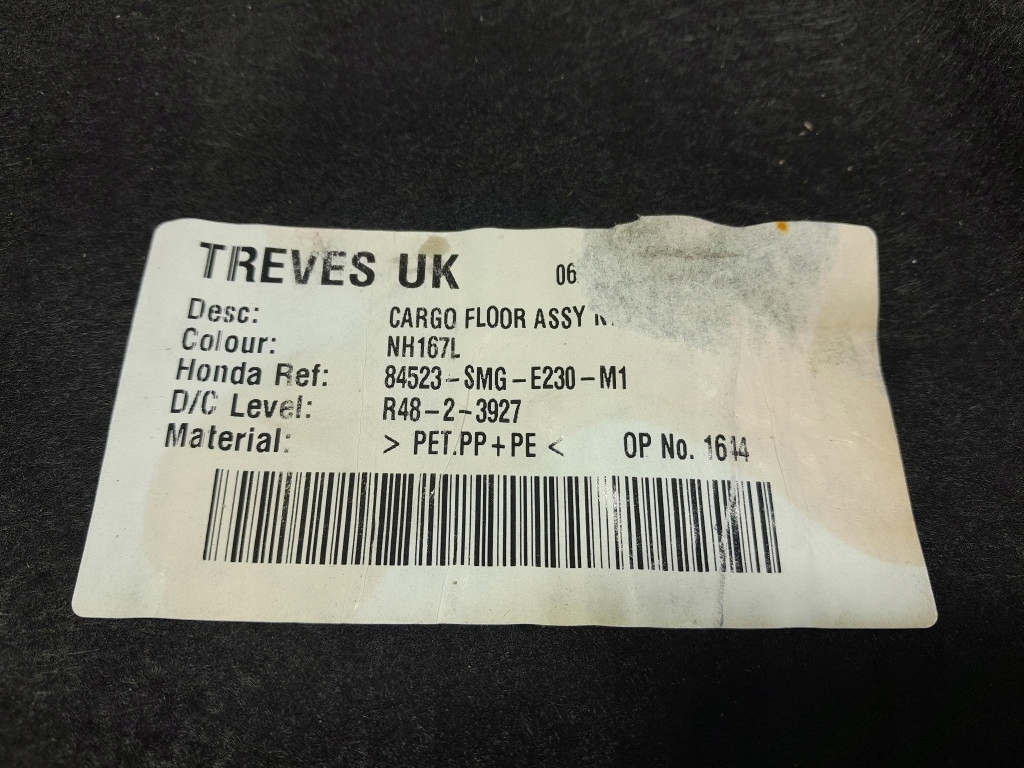 TREVES UK 06
Desc: CARGO FLOOR ASSY
Colour: NH167L
Honda Ref: 84523-SMG-E230-M1
D/C Level: R48-2-3927
Material: > PET.PP+PE < OP No. 1644